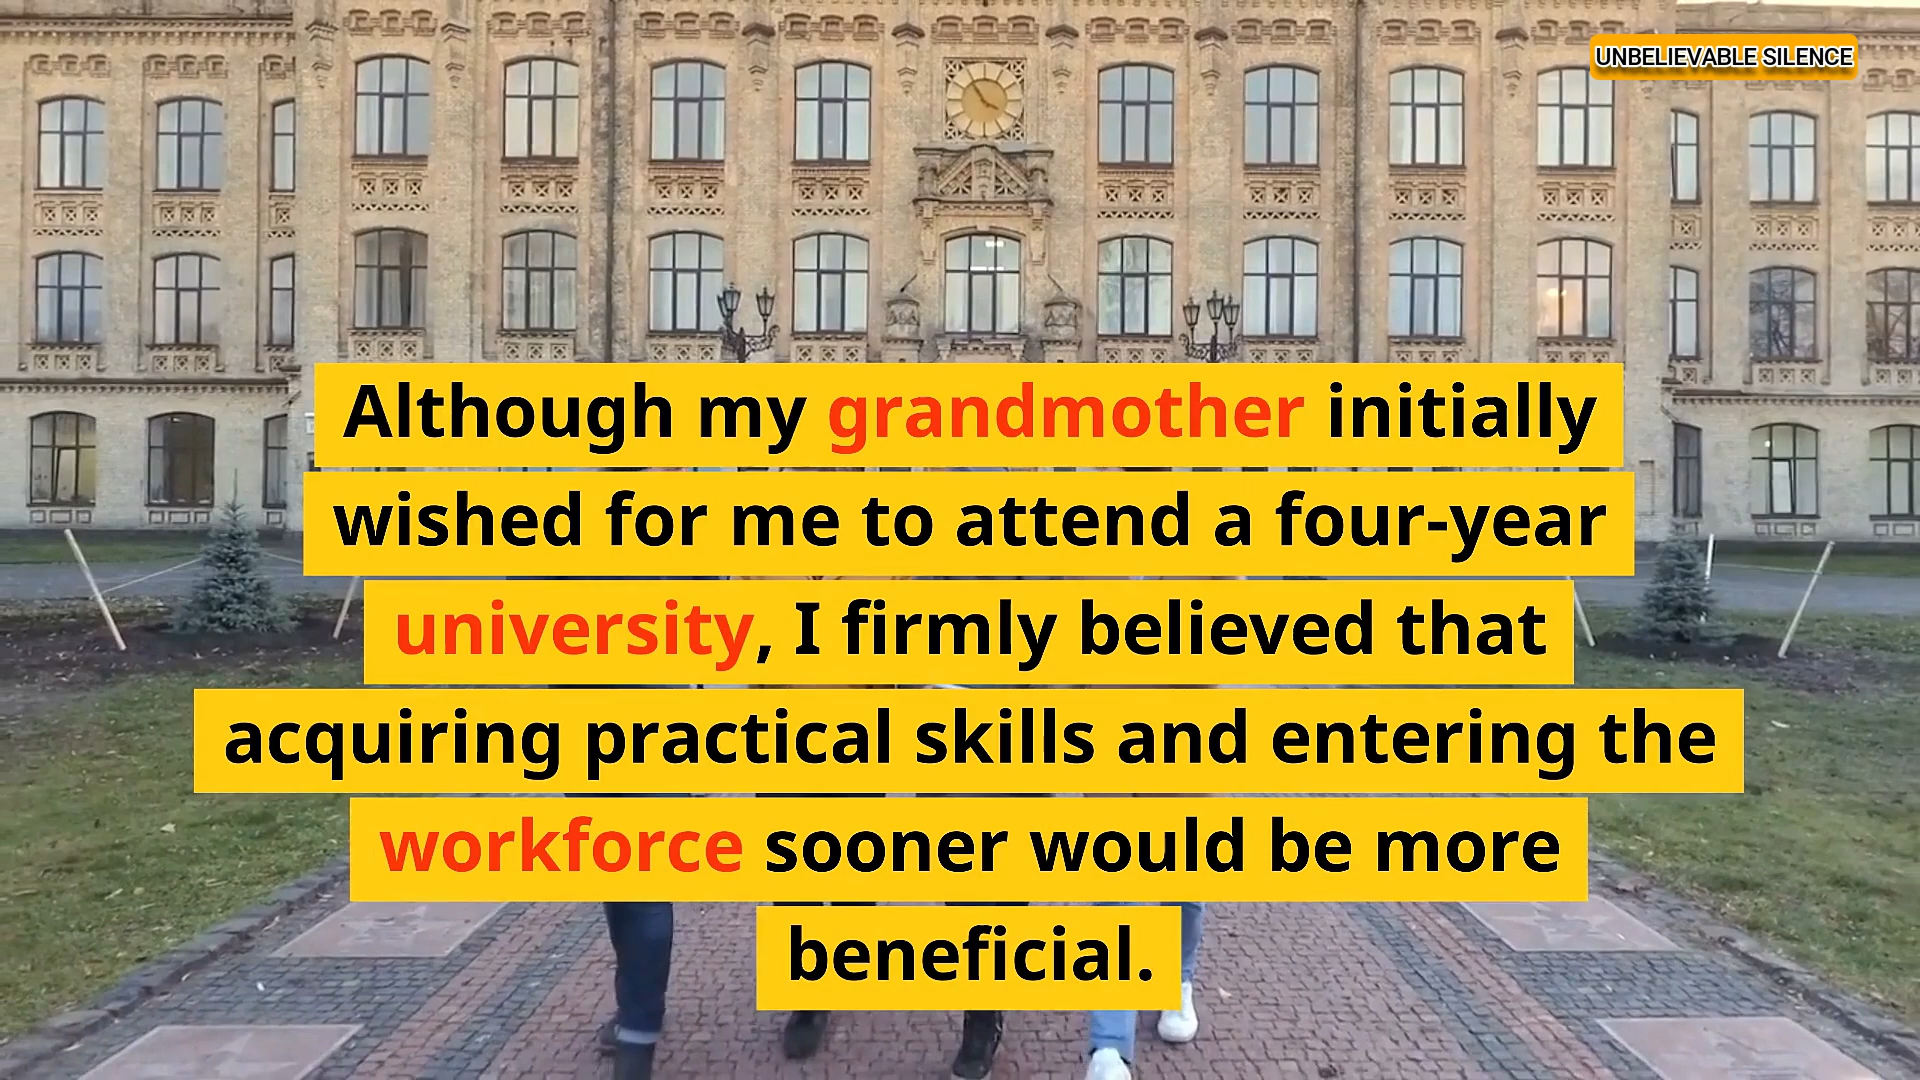 UNBELIEVABLE SILENCE
Although my grandmother initially
wished for me to attend a four-year
university, I firmly believed that
acquiring practical skills and entering the
workforce sooner would be more
beneficial.